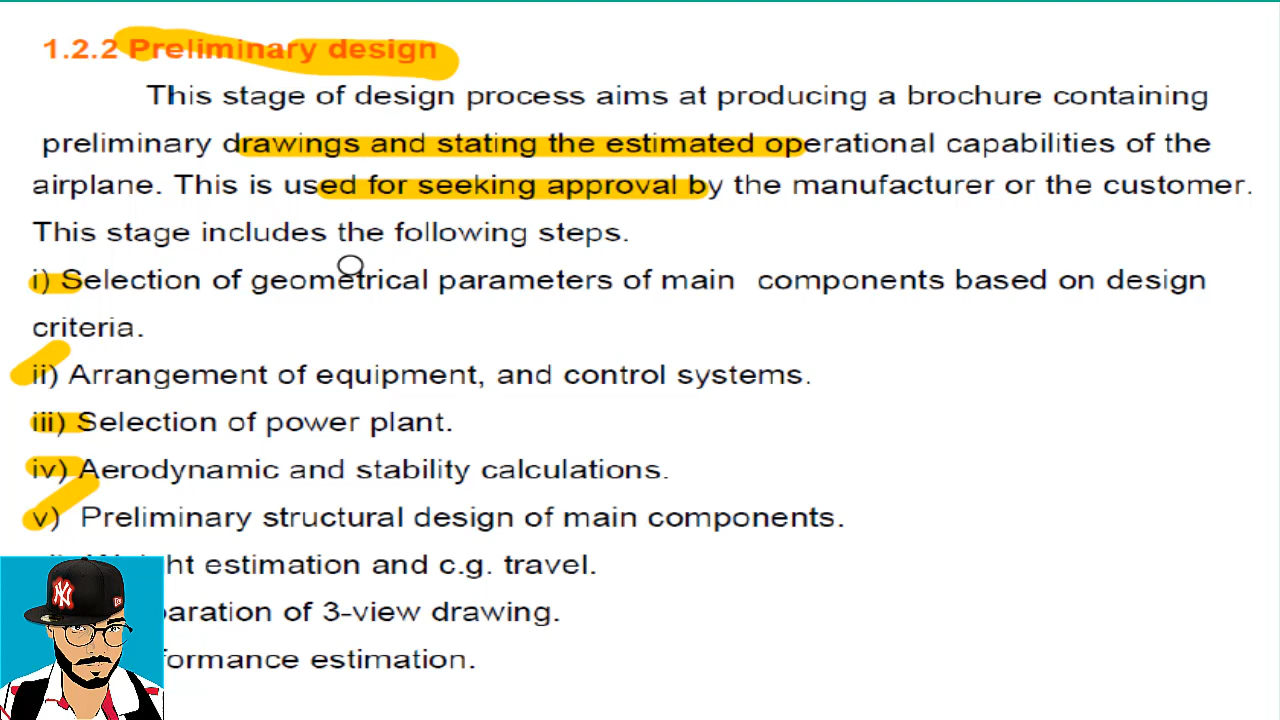 1.2.2 Preliminary design
This stage of design process aims at producing a brochure containing
preliminary drawings and stating the estimated operational capabilities of the
airplane. This is used for seeking approval by the manufacturer or the customer.
This stage includes the following steps.
i) Selection of geometrical parameters of main components based on design
criteria.
ii) Arrangement of equipment, and control systems.
iii) Selection of power plant.
iv) Aerodynamic and stability calculations.
v) Preliminary structural design of main components.
estimation and c.g. travel.
of 3-view drawing.
estimation.